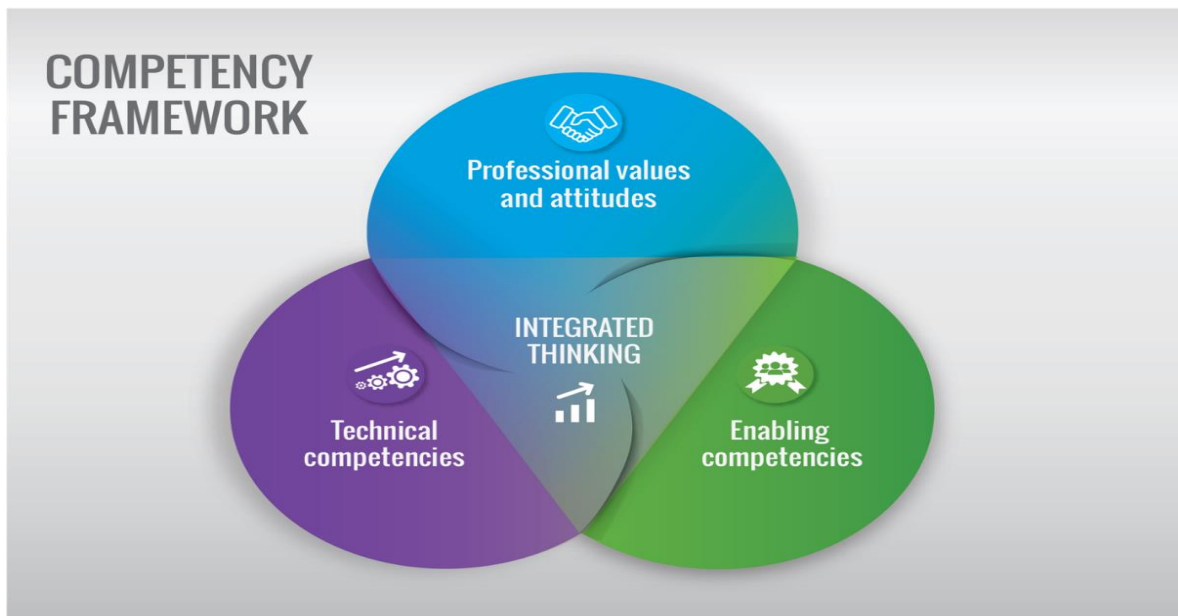 COMPETENCY
FRAMEWORK
Professional values
and attitudes
INTEGRATED
THINKING
Technical
competencies
Enabling
competencies